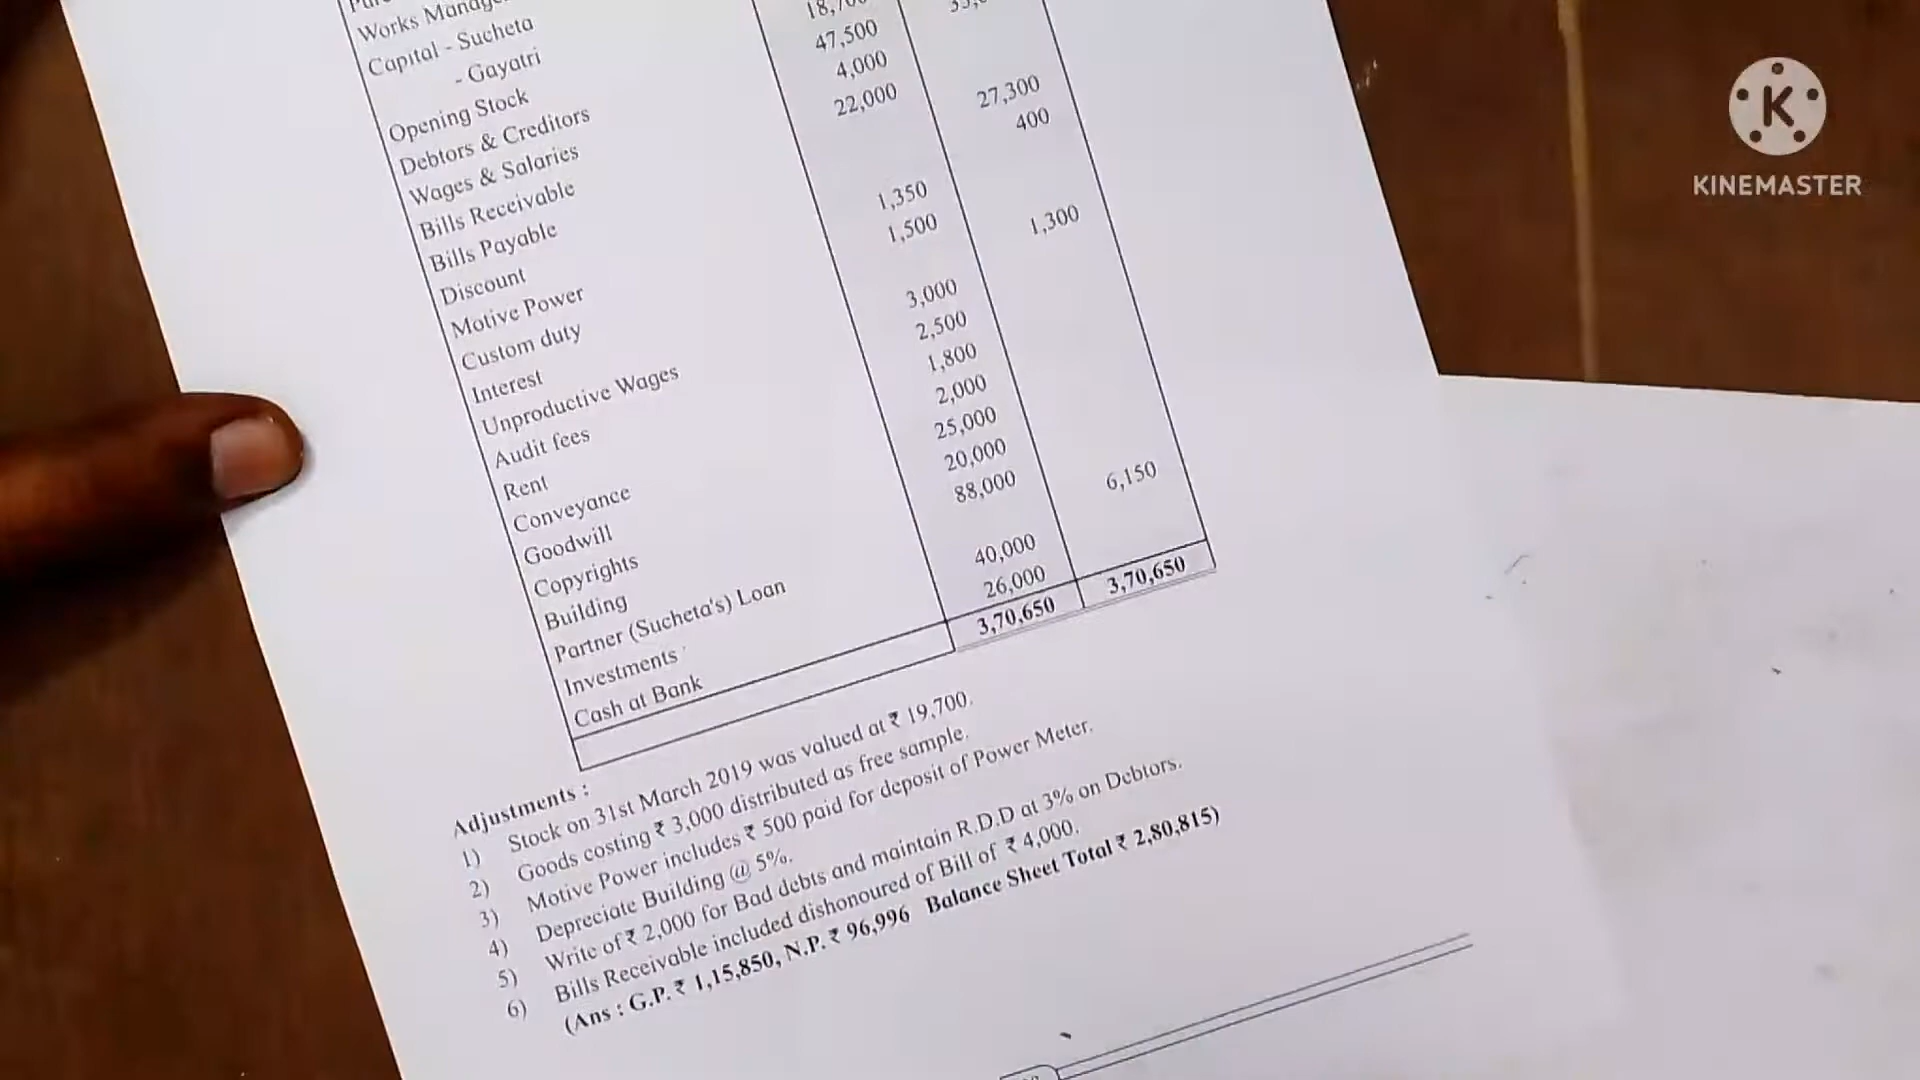 Works
Capital - Sucheta
- Gayatri
Opening Stock
Debtors & Creditors 47,500
Wages & Salaries 4,000
Bills Receivable 22,000
Bills Payable 27,300
Discount 400
Motive Power 1,350
Custom duty 1,500
Interest 1,300
Unproductive Wages 3,000
Audit fees 2,500
Rent 1,800
Conveyance 2,000
Goodwill 25,000
Copyrights 20,000
Building 88,000
Partner (Sucheta's) Loan 6,150
Investments 40,000
Cash at Bank 26,000
3,70,650 3,70,650
Adjustments :
1) Stock on 31st March 2019 was valued at ₹ 19,700.
2) Goods costing ₹ 3,000 distributed as free sample.
3) Motive Power includes ₹ 500 paid for deposit of Power Meter.
4) Depreciate Building @ 5%.
5) Write of ₹ 2,000 for Bad debts and maintain R.D.D at 3% on Debtors.
6) Bills Receivable included dishonoured of Bill of ₹ 4,000.
(Ans : G.P. ₹ 1,15,850, N.P. ₹ 96,996 Balance Sheet Total ₹ 2,80,815)
K
KINEMASTER